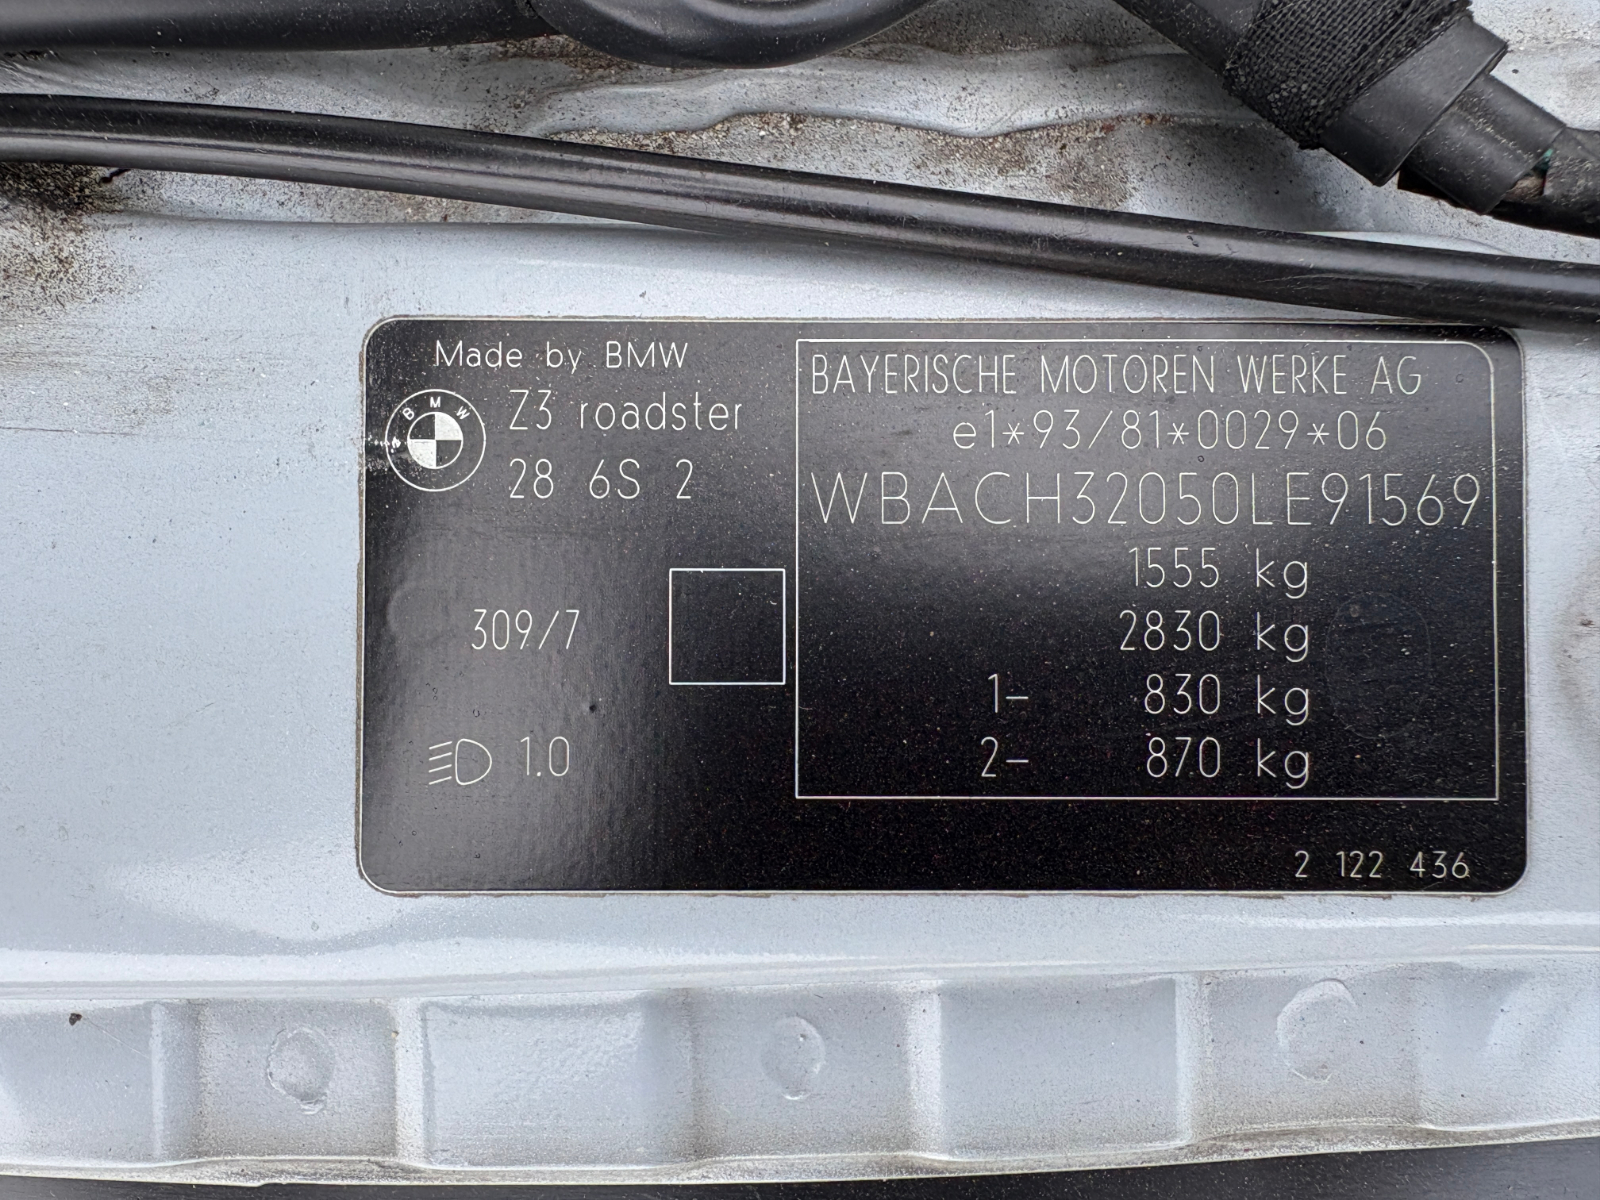 Made by BMW
BMW
Z3 roadster
28 6S 2
309/7
1.0
BAYERISCHE MOTOREN WERKE AG
e1*93/81*0029*06
WBACH32050LE91569
1555 kg
2830 kg
1- 830 kg
2- 870 kg
2 122 436